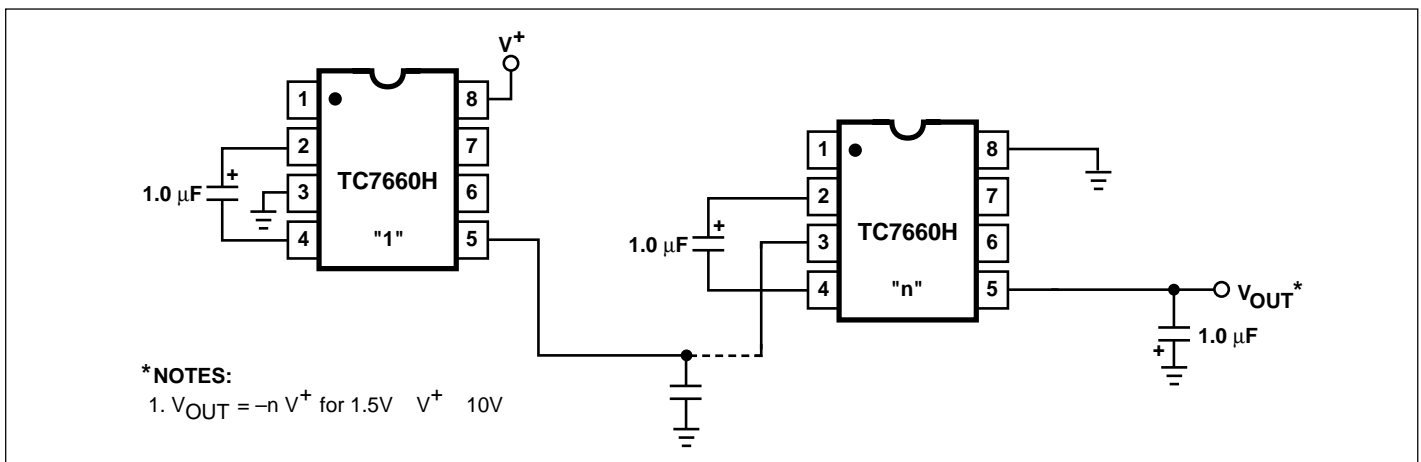 V+
1
2
3
4
8
7
6
5
TC7660H
"1"
1.0 µF
+
1
2
3
4
8
7
6
5
TC7660H
"n"
1.0 µF
+
VOUT*
1.0 µF
+
*NOTES:
1. VOUT = –n V+ for 1.5V V+ 10V